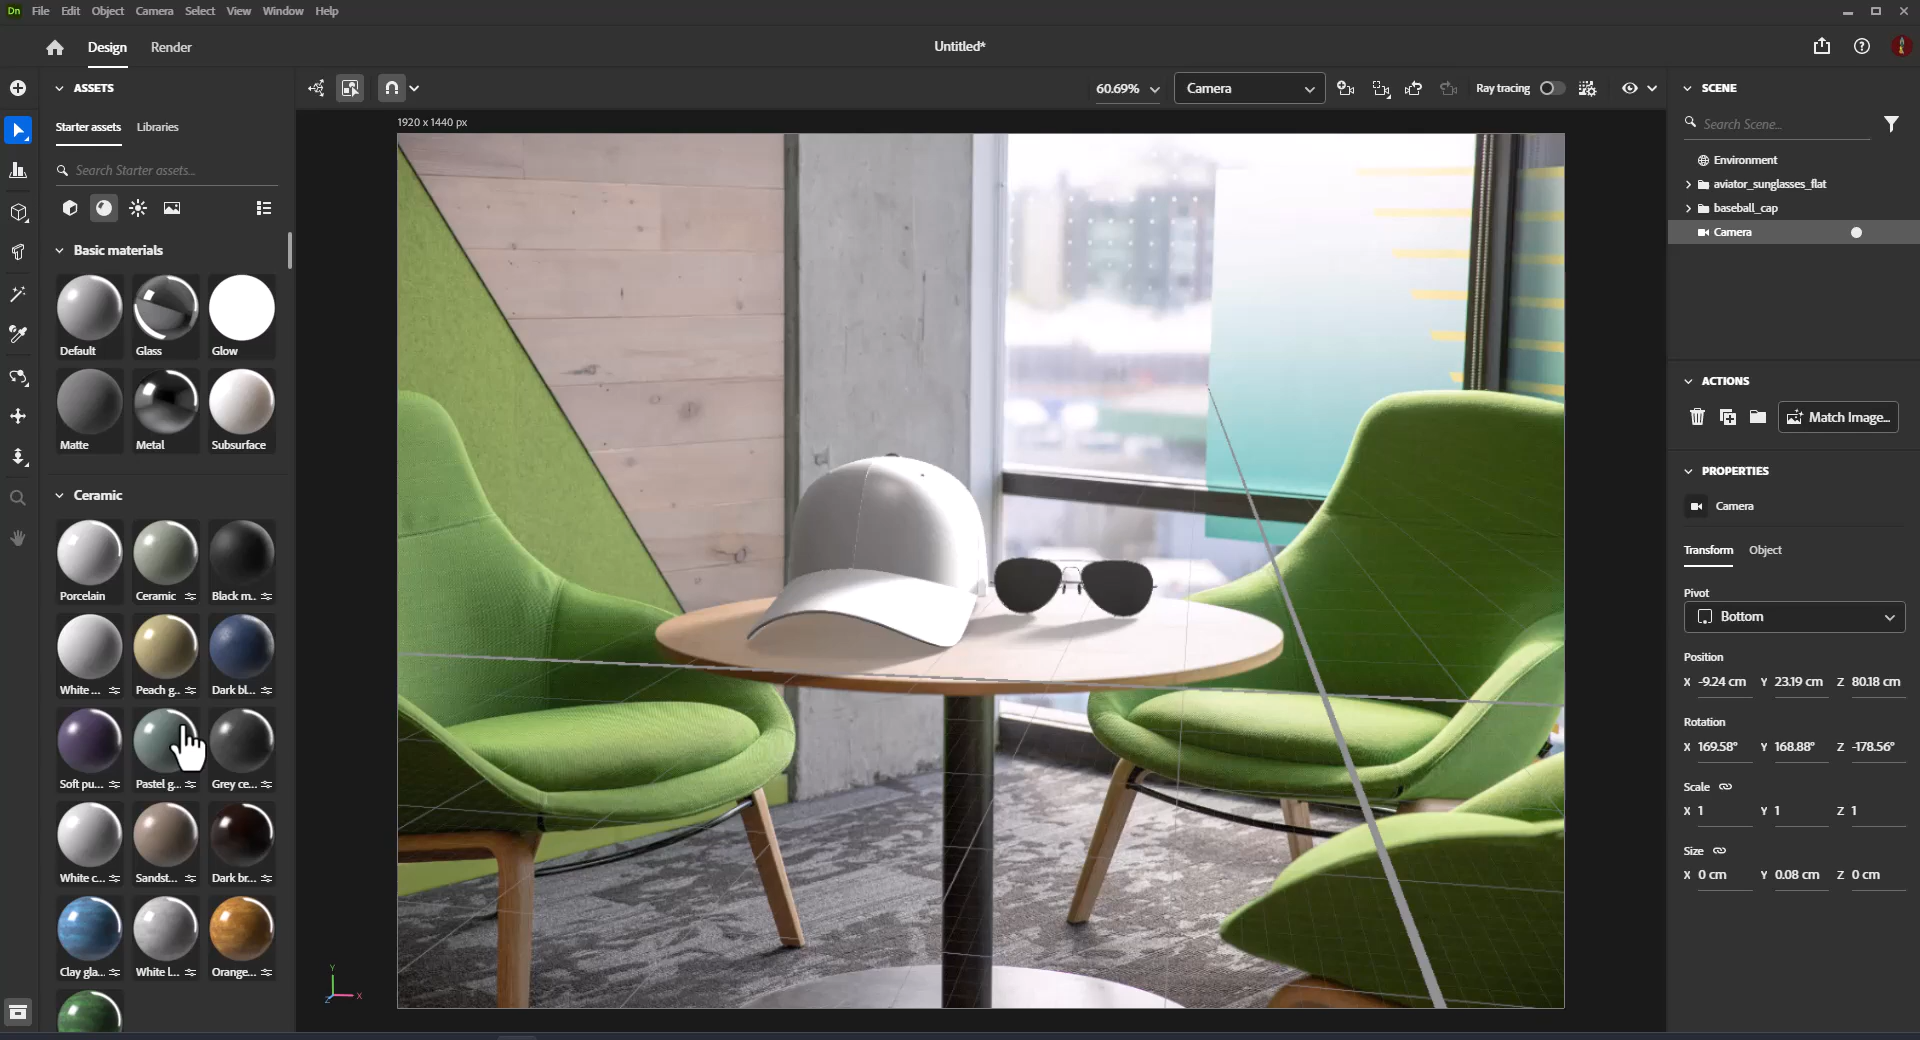 Dn File Edit Object Camera Select View Window Help
Design Render Untitled*
ASSETS
Starter assets Libraries
Search Starter assets...
Basic materials
Default Glass Glow
Matte Metal Subsurface
Ceramic
Porcelain Ceramic Black m..
White ... Peach g.. Dark bl...
Soft pu... Pastel g... Grey ce...
White c... Sandst... Dark br...
Clay gla... White l... Orange...
60.69% Camera Ray tracing
1920 x 1440 px
Y
Z X
SCENE
Search Scene...
Environment
aviator_sunglasses_flat
baseball_cap
Camera
ACTIONS
Match Image...
PROPERTIES
Camera
Transform Object
Pivot
Bottom
Position
X -9.24 cm Y 23.19 cm Z 80.18 cm
Rotation
X 169.58° Y 168.88° Z -178.56°
Scale
X 1 Y 1 Z 1
Size
X 0 cm Y 0.08 cm Z 0 cm